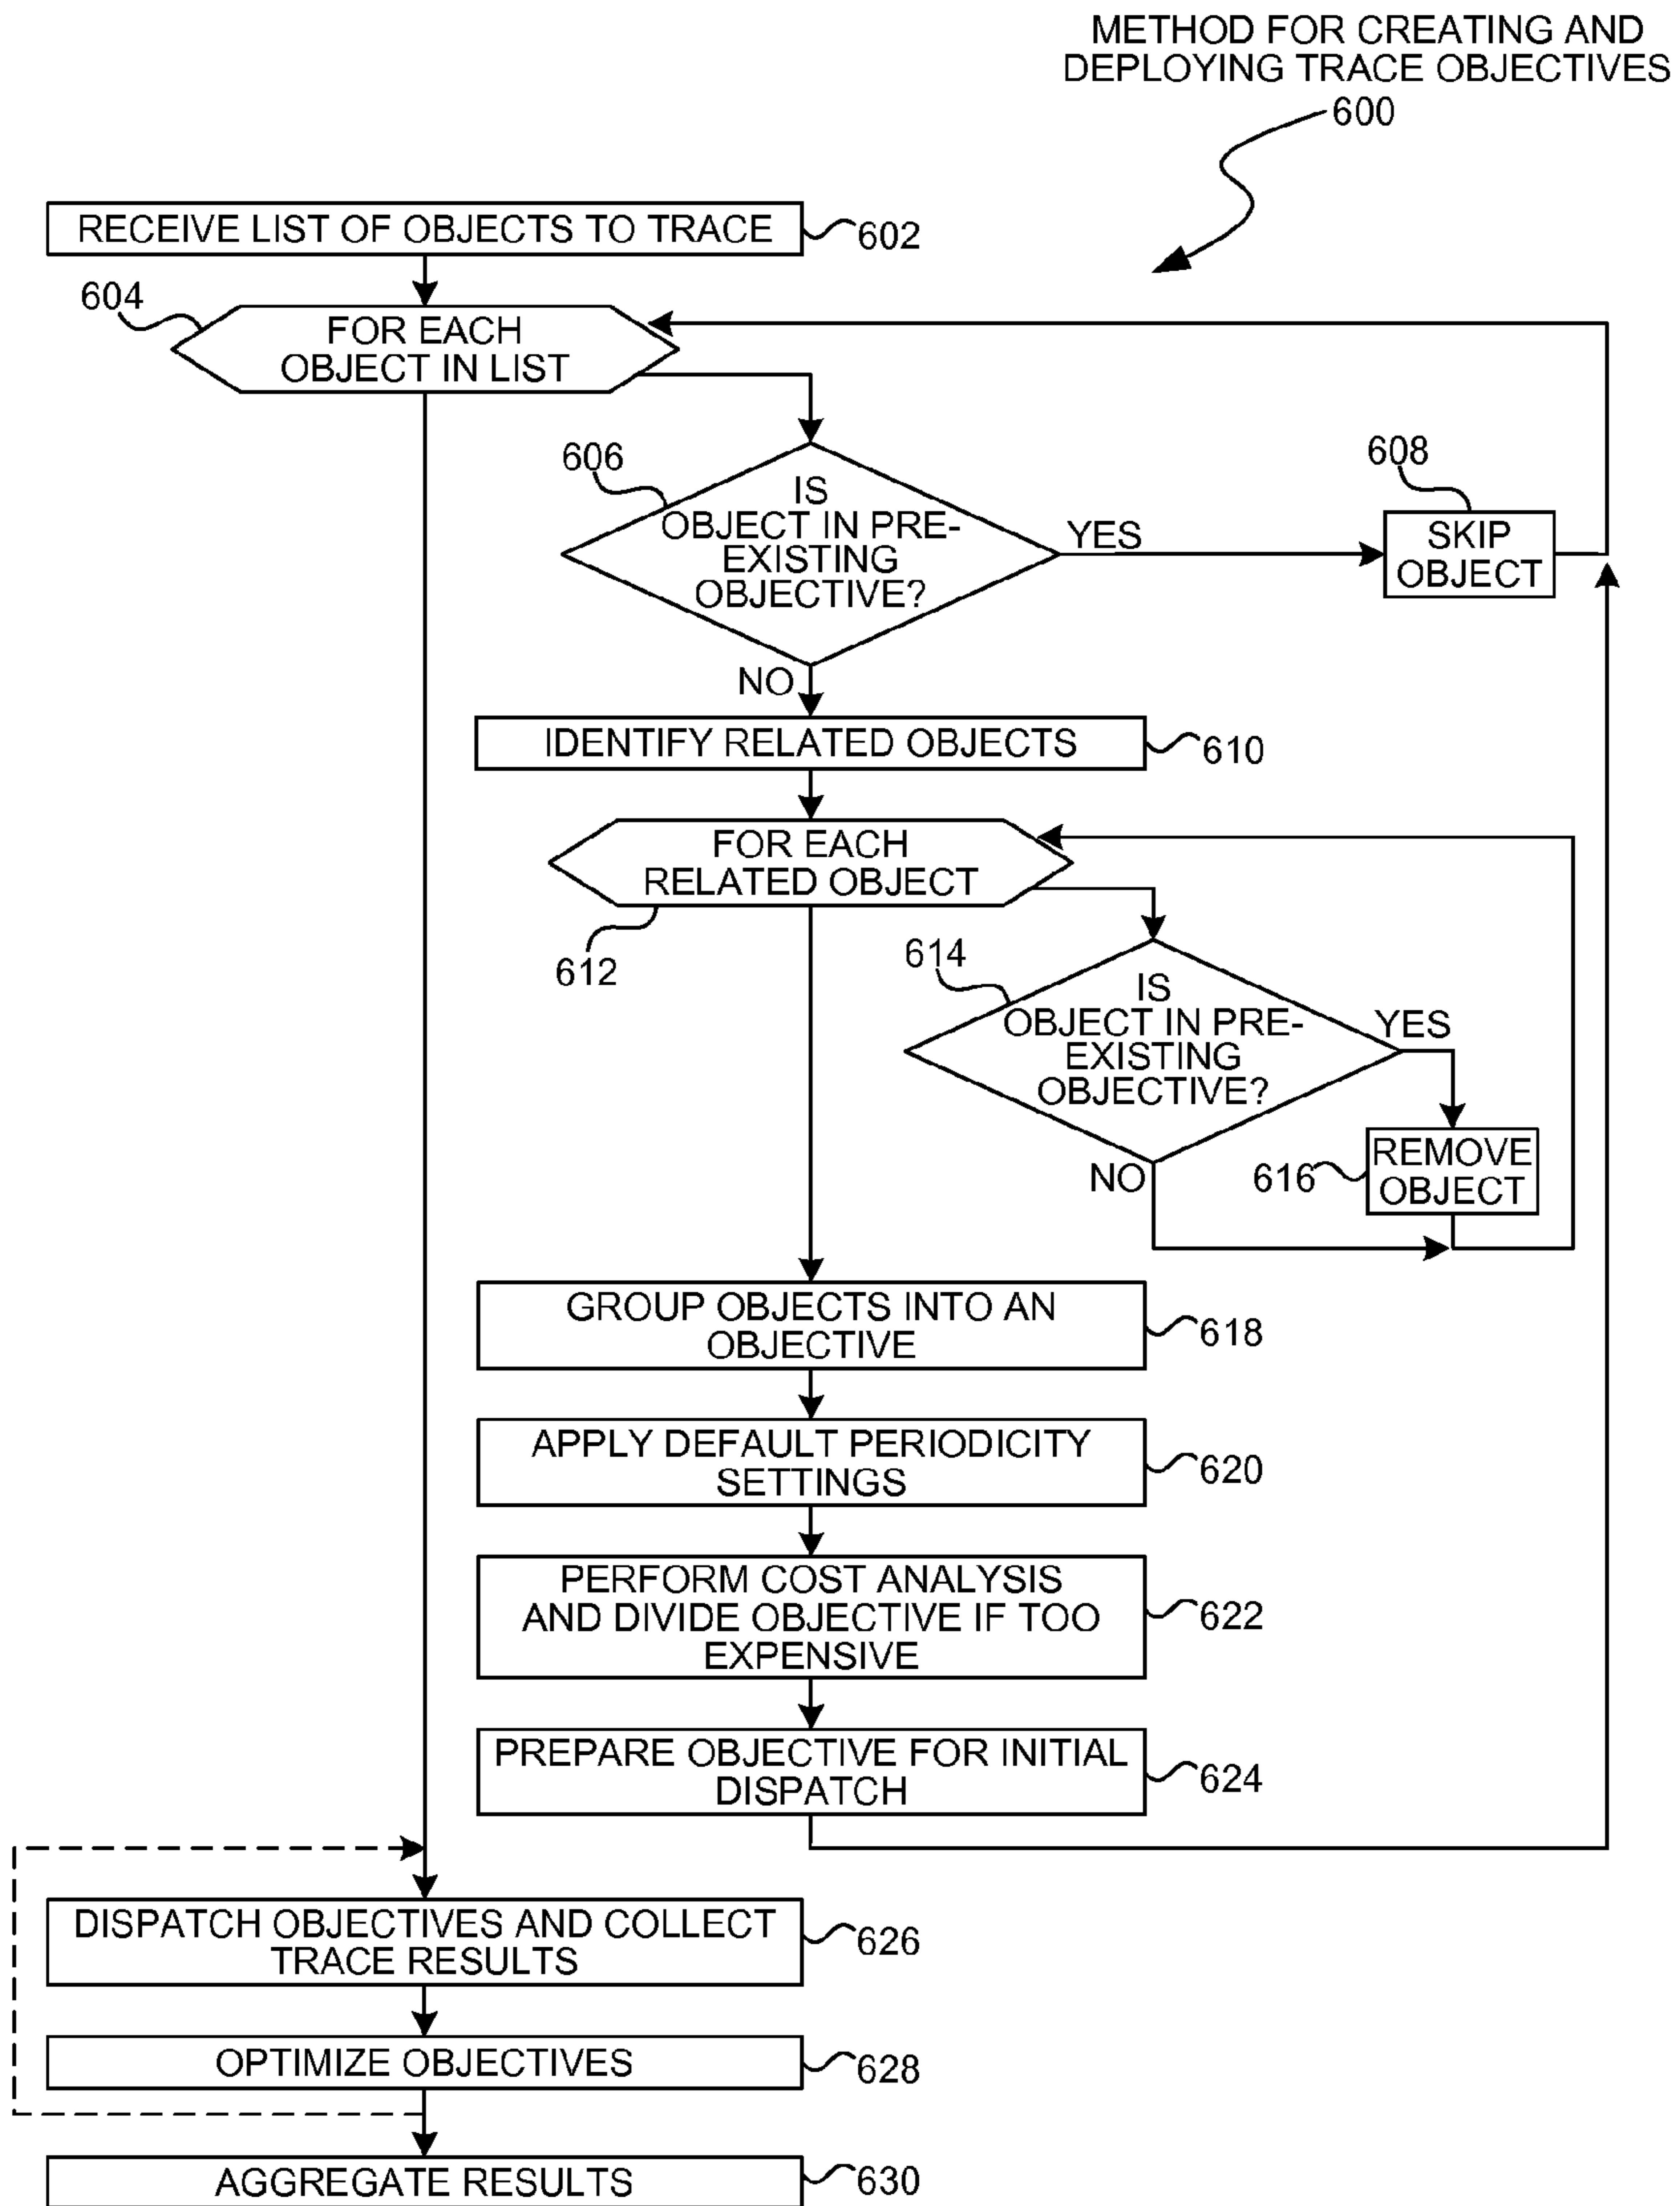 METHOD FOR CREATING AND
DEPLOYING TRACE OBJECTIVES
600
RECEIVE LIST OF OBJECTS TO TRACE
602
604
FOR EACH
OBJECT IN LIST
606
IS
OBJECT IN PRE-
EXISTING
OBJECTIVE?
YES
608
SKIP
OBJECT
NO
IDENTIFY RELATED OBJECTS
610
FOR EACH
RELATED OBJECT
612
614
IS
OBJECT IN PRE-
EXISTING
OBJECTIVE?
YES
NO
616
REMOVE
OBJECT
GROUP OBJECTS INTO AN
OBJECTIVE
618
APPLY DEFAULT PERIODICITY
SETTINGS
620
PERFORM COST ANALYSIS
AND DIVIDE OBJECTIVE IF TOO
EXPENSIVE
622
PREPARE OBJECTIVE FOR INITIAL
DISPATCH
624
DISPATCH OBJECTIVES AND COLLECT
TRACE RESULTS
626
OPTIMIZE OBJECTIVES
628
AGGREGATE RESULTS
630